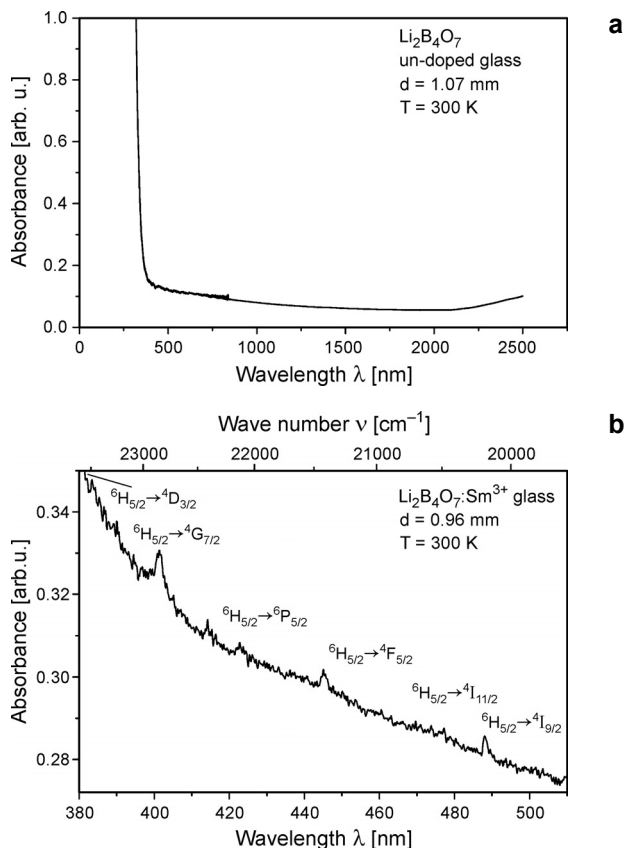 a
1.0
0.8
0.6
0.4
0.2
0.0
Absorbance [arb. u.]
Li₂B₄O₇
un-doped glass
d = 1.07 mm
T = 300 K
0 500 1000 1500 2000 2500
Wavelength λ [nm]
b
Wave number ν [cm⁻¹]
23000 22000 21000 20000
Absorbance [arb.u.]
0.34
0.32
0.30
0.28
Li₂B₄O₇:Sm³⁺ glass
d = 0.96 mm
T = 300 K
⁶H₅/₂→⁴D₃/₂
⁶H₅/₂→⁴G₇/₂
⁶H₅/₂→⁶P₅/₂
⁶H₅/₂→⁴F₅/₂
⁶H₅/₂→⁴I₁₁/₂
⁶H₅/₂→⁴I₉/₂
380 400 420 440 460 480 500
Wavelength λ [nm]